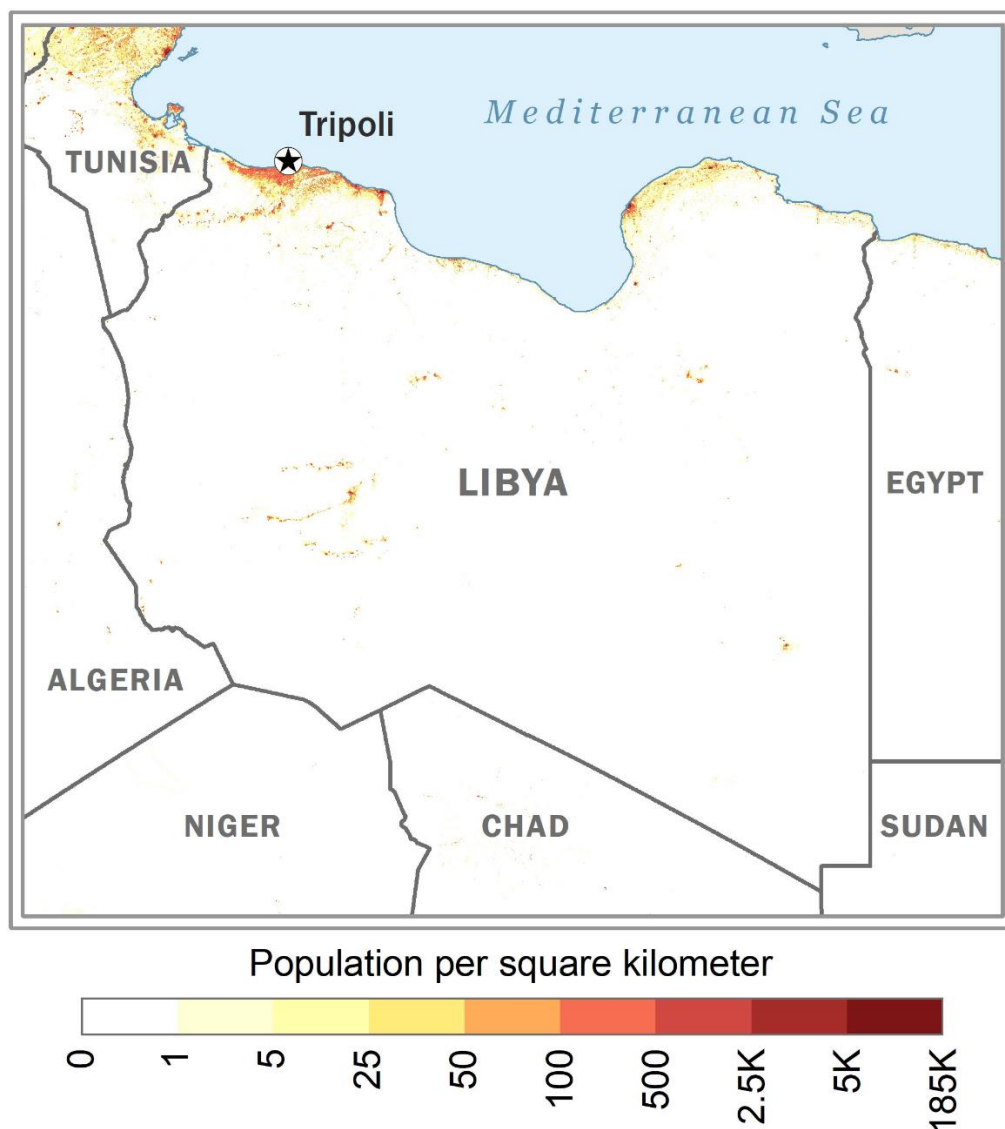 Mediterranean Sea
Tripoli
TUNISIA
LIBYA
EGYPT
ALGERIA
NIGER
CHAD
SUDAN
Population per square kilometer
0
1
5
25
50
100
500
2.5K
5K
185K